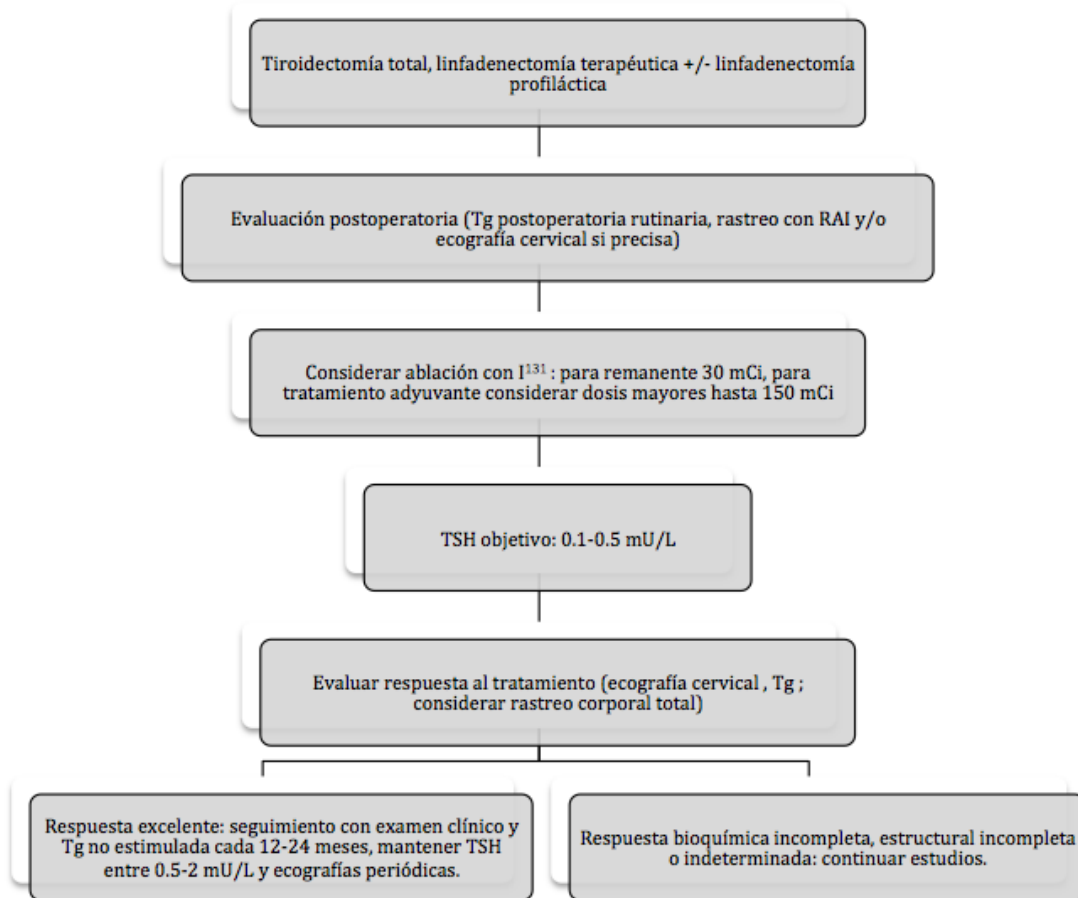 Tiroidectomía total, linfadenectomía terapéutica +/- linfadenectomía
profiláctica
Evaluación postoperatoria (Tg postoperatoria rutinaria, rastreo con RAI y/o
ecografía cervical si precisa)
Considerar ablación con I¹³¹ : para remanente 30 mCi, para
tratamiento adyuvante considerar dosis mayores hasta 150 mCi
TSH objetivo: 0.1-0.5 mU/L
Evaluar respuesta al tratamiento (ecografía cervical , Tg ;
considerar rastreo corporal total)
Respuesta excelente: seguimiento con examen clínico y
Tg no estimulada cada 12-24 meses, mantener TSH
entre 0.5-2 mU/L y ecografías periódicas.
Respuesta bioquímica incompleta, estructural incompleta
o indeterminada: continuar estudios.